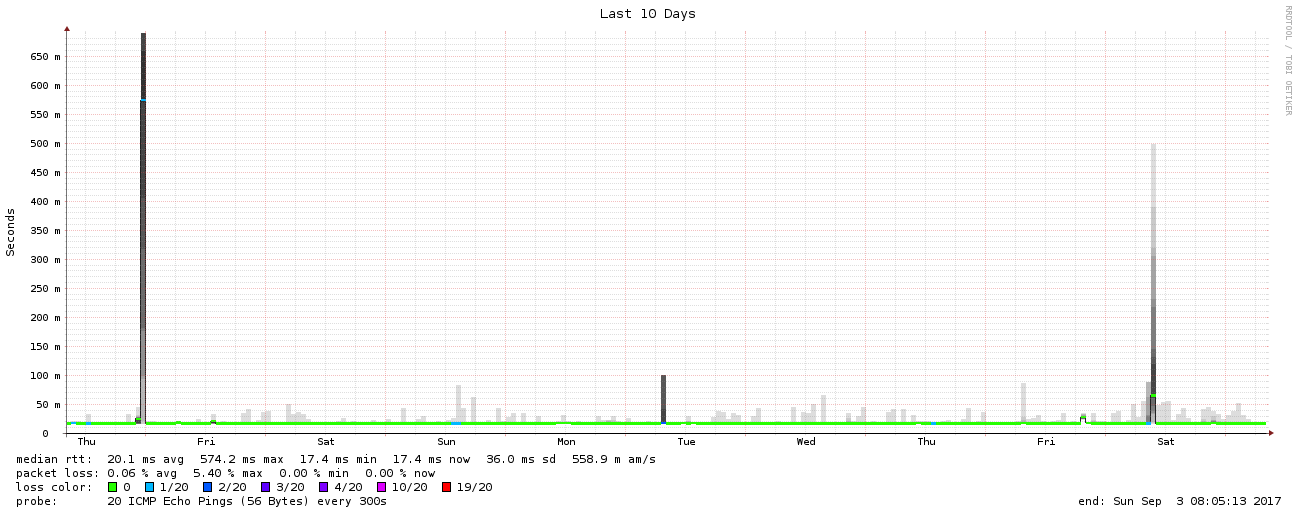 Last 10 Days
RRDTOOL / TOBI OETIKER
Seconds
650 m
600 m
550 m
500 m
450 m
400 m
350 m
300 m
250 m
200 m
150 m
100 m
50 m
0
Thu Fri Sat Sun Mon Tue Wed Thu Fri Sat
median rtt: 20.1 ms avg 574.2 ms max 17.4 ms min 17.4 ms now 36.0 ms sd 558.9 m am/s
packet loss: 0.06 % avg 5.40 % max 0.00 % min 0.00 % now
loss color: 0 1/20 2/20 3/20 4/20 10/20 19/20
probe: 20 ICMP Echo Pings (56 Bytes) every 300s end: Sun Sep 3 08:05:13 2017